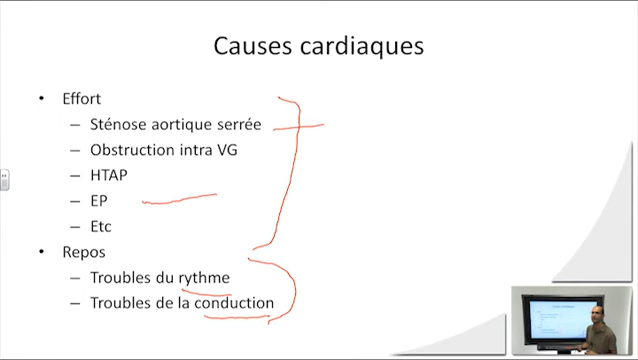 Causes cardiaques
• Effort
– Sténose aortique serrée
– Obstruction intra VG
– HTAP
– EP
– Etc
• Repos
– Troubles du rythme
– Troubles de la conduction